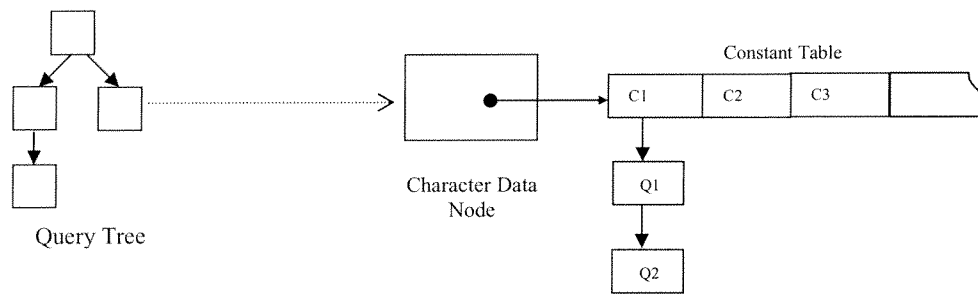 Constant Table
C1 C2 C3
Q1
Character Data
Node
Query Tree
Q2